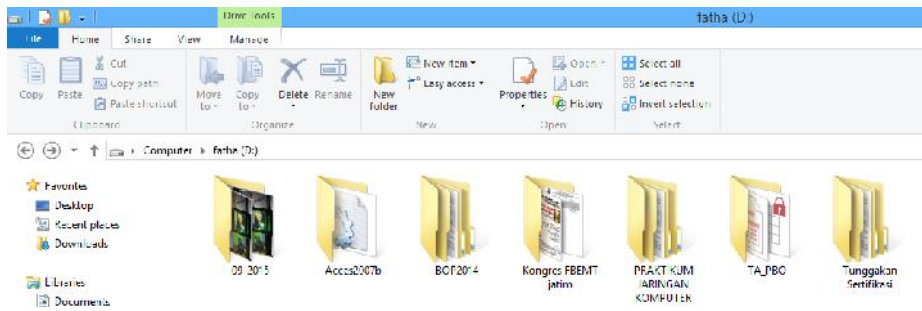 Drive Tools
fatha (D:)
File Home Share View Manage
Copy
Paste
Cut
Copy path
Paste shortcut
Clipboard
Move to
Copy to
Delete
Rename
Organize
New folder
New item
Easy access
New
Properties
Open
Edit
History
Open
Select all
Select none
Invert selection
Select
Computer
fatha (D:)
Favorites
Desktop
Recent places
Downloads
Libraries
Documents
09 2015
Acces2007b
BOP2014
Kongres FBEMT
jatim
PRAKTIKUM
JARINGAN
KOMPUTER
TA_PBO
Tunggakan
Sertifikasi